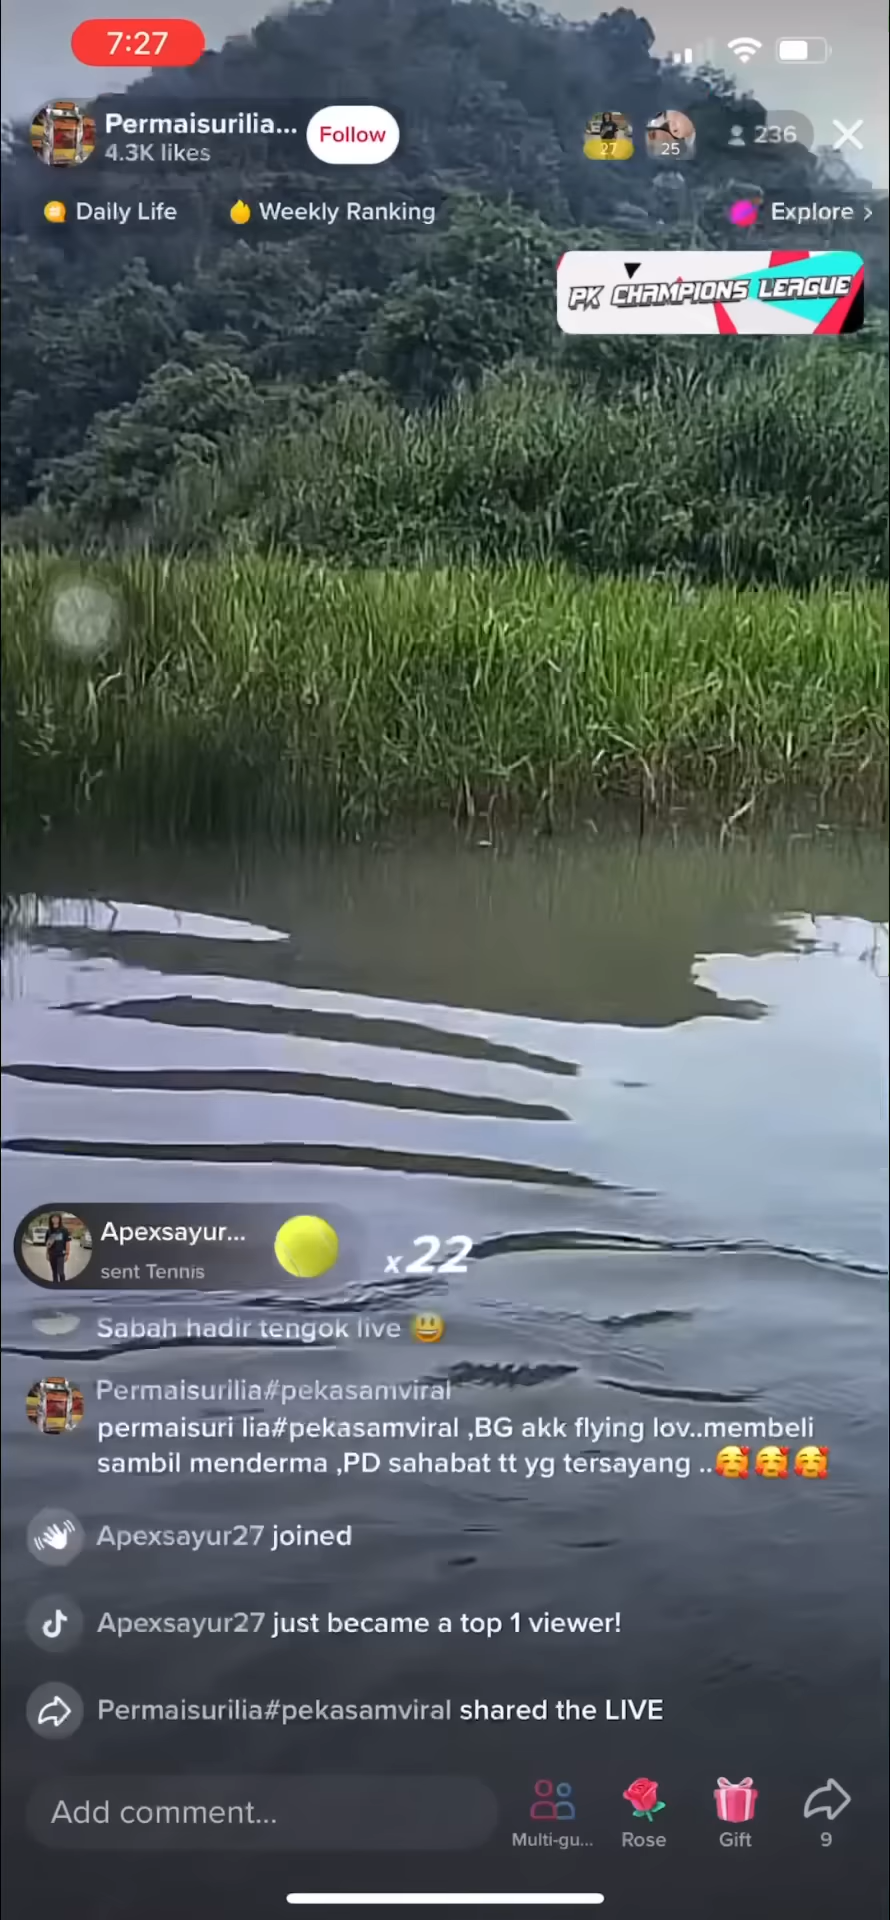 7:27
Permaisurilia...
4.3K likes
Follow
27
25
236
Daily Life
Weekly Ranking
Explore >
PK CHAMPIONS LEAGUE
Apexsayur...
sent Tennis
x22
Sabah hadir tengok live 😃
Permaisurilia#pekasamviral
permaisuri lia#pekasamviral ,BG akk flying lov..membeli
sambil menderma ,PD sahabat tt yg tersayang ..🥰🥰🥰
Apexsayur27 joined
Apexsayur27 just became a top 1 viewer!
Permaisurilia#pekasamviral shared the LIVE
Add comment...
Multi-gu...
Rose
Gift
9